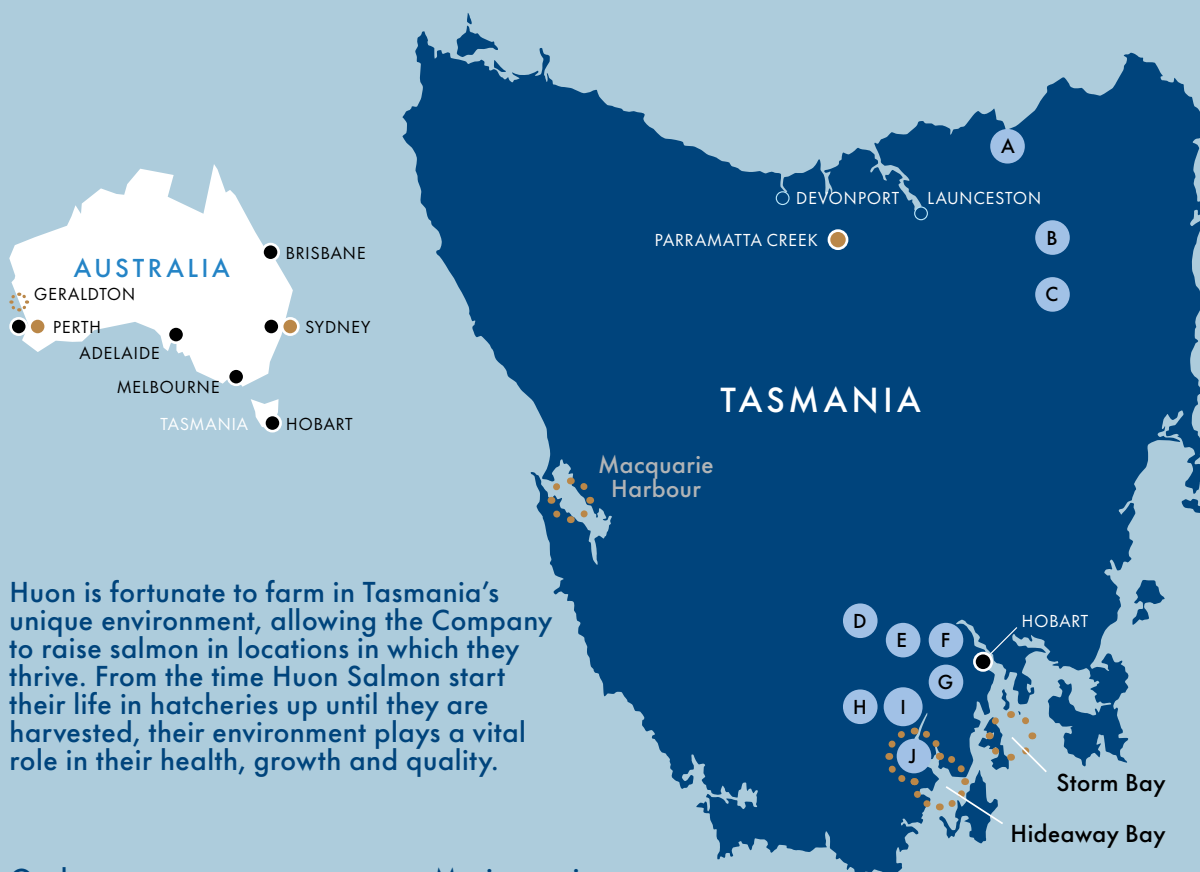 A
DEVONPORT
LAUNCESTON
PARRAMATTA CREEK
B
C
BRISBANE
AUSTRALIA
GERALDTON
PERTH
SYDNEY
ADELAIDE
MELBOURNE
TASMANIA
HOBART
TASMANIA
Macquarie
Harbour
Huon is fortunate to farm in Tasmania’s
unique environment, allowing the Company
to raise salmon in locations in which they
thrive. From the time Huon Salmon start
their life in hatcheries up until they are
harvested, their environment plays a vital
role in their health, growth and quality.
D
E
F
HOBART
G
H
I
J
Storm Bay
Hideaway Bay